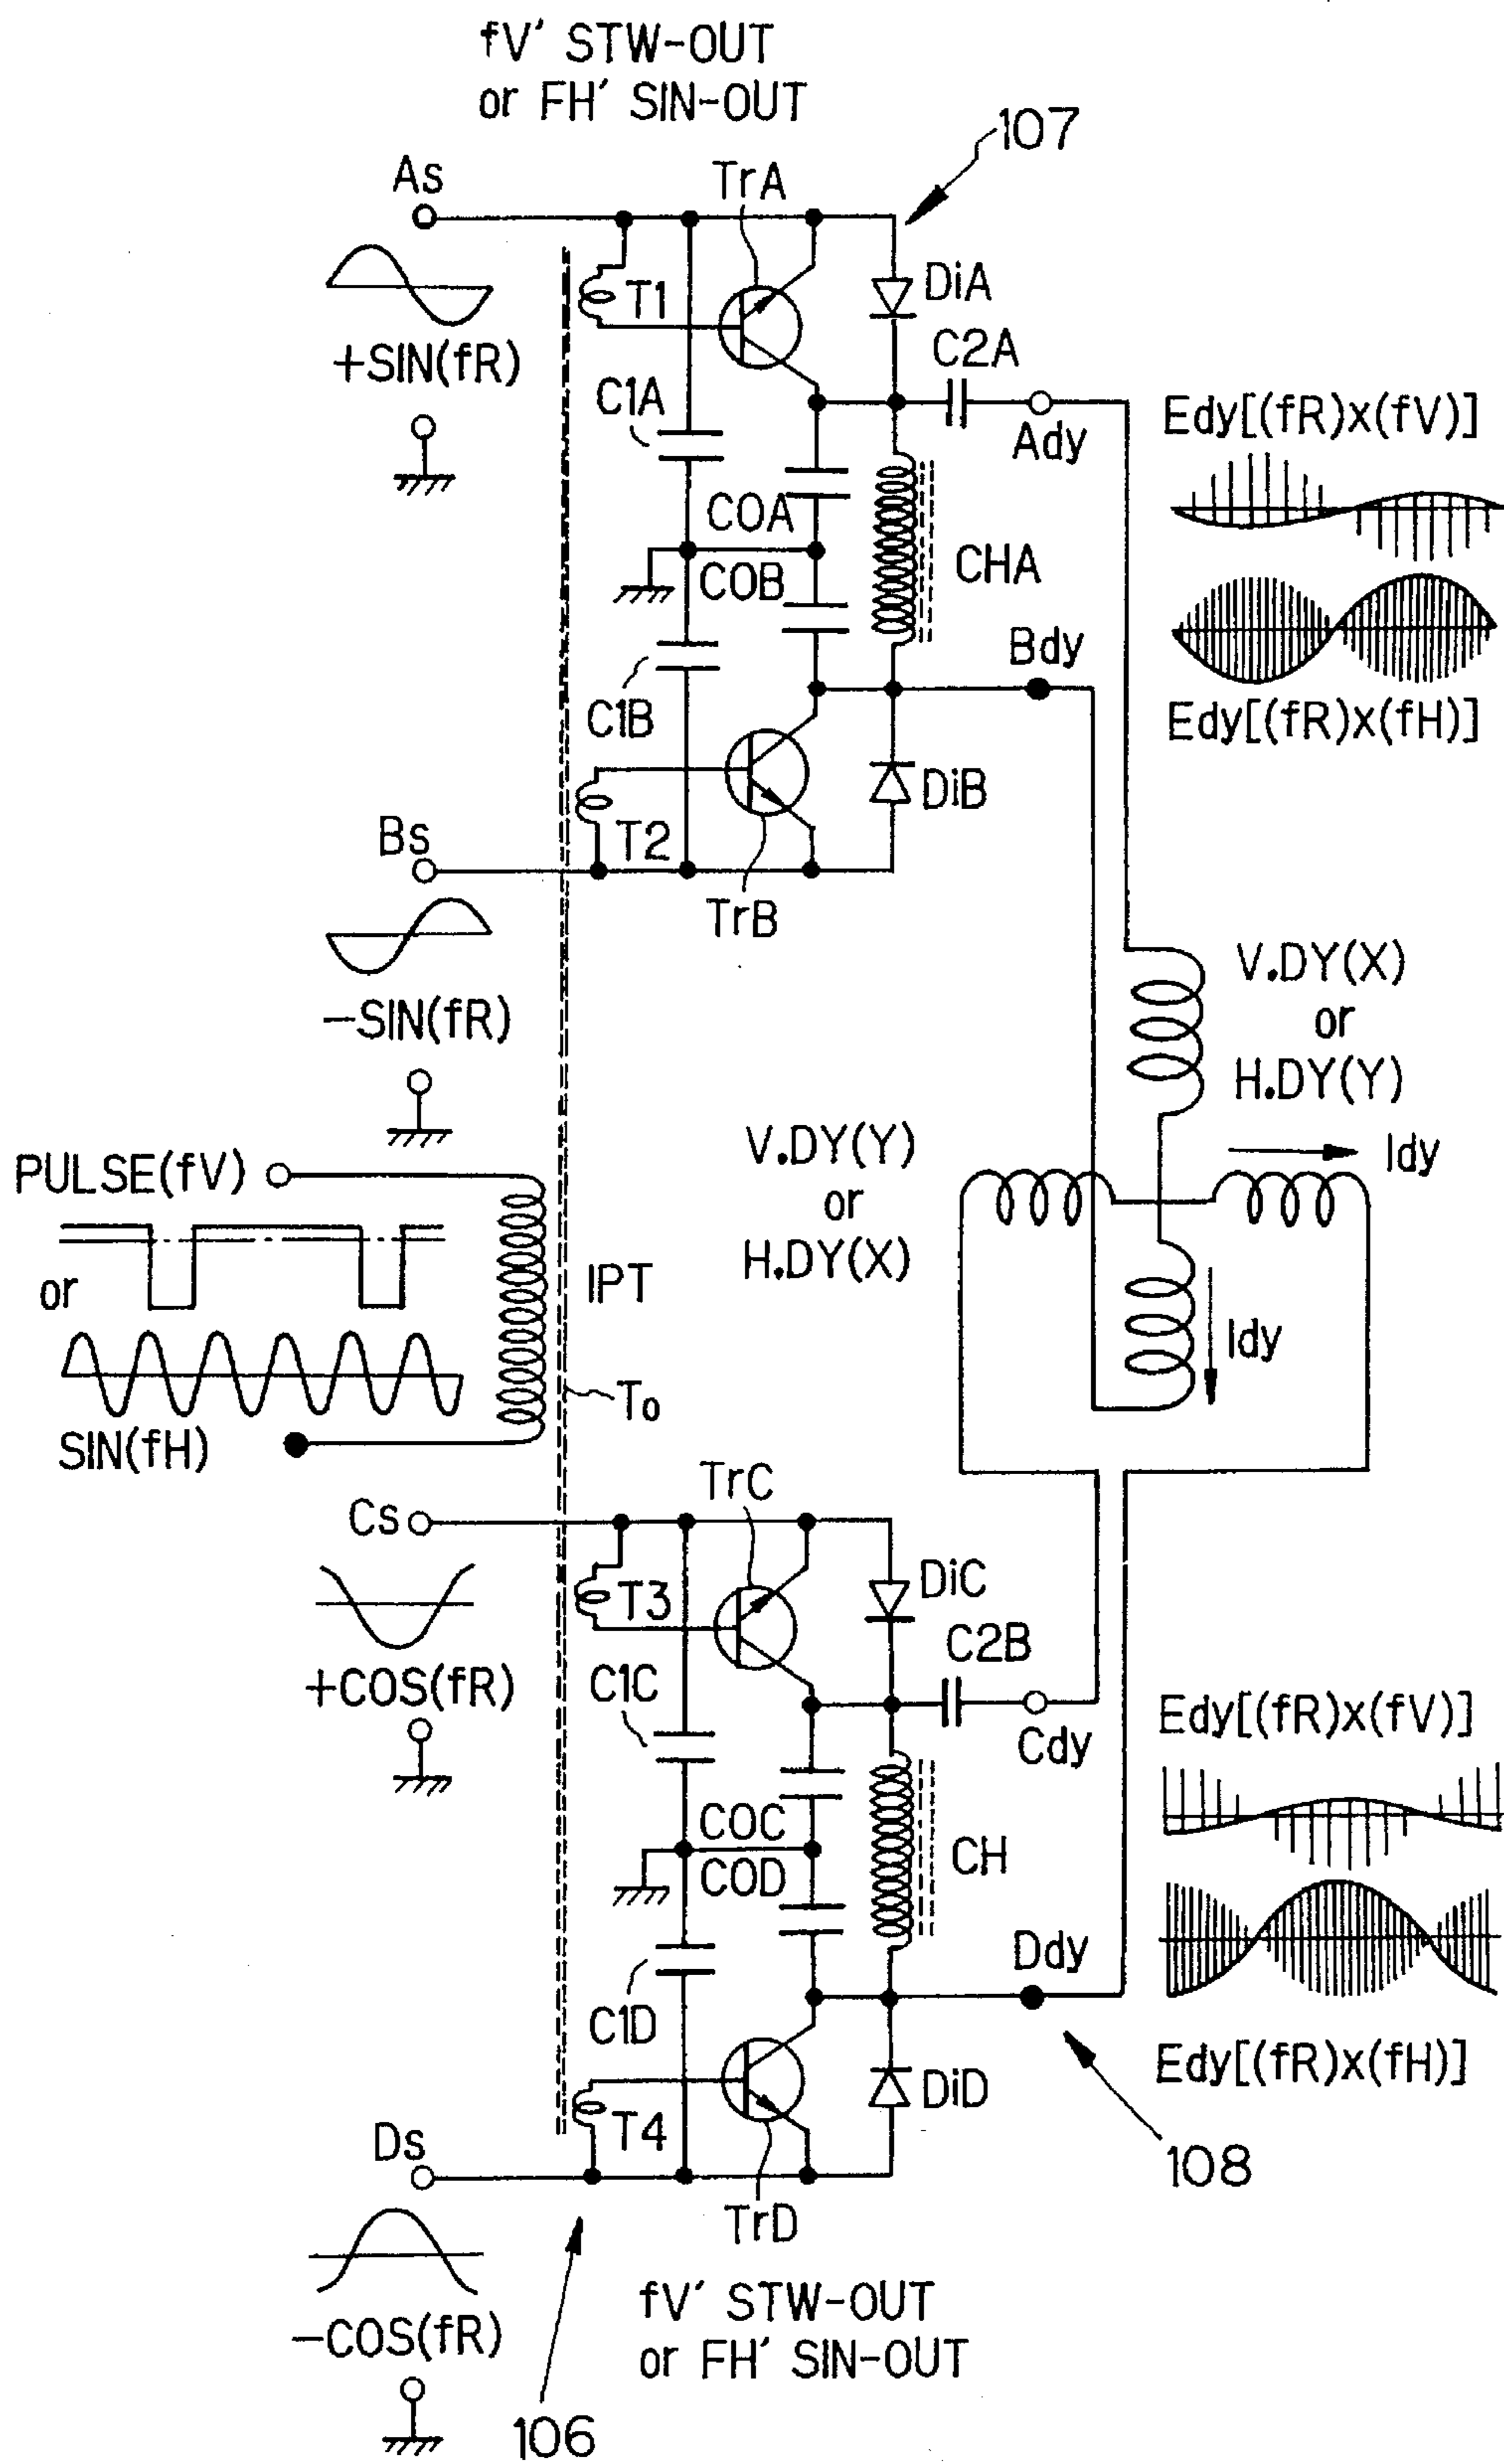 fV' STW-OUT
or FH' SIN-OUT
107
As
TrA
T1
DiA
+SIN(fR)
C1A
C2A
Ady
Edy[(fR)x(fV)]
COA
COB
CHA
Bdy
C1B
Edy[(fR)x(fH)]
DiB
Bs
T2
TrB
-SIN(fR)
V.DY(X)
or
H.DY(Y)
PULSE(fV)
V.DY(Y)
or
H.DY(X)
Idy
or
IPT
Idy
To
SIN(fH)
TrC
Cs
T3
DiC
+COS(fR)
C1C
C2B
Cdy
Edy[(fR)x(fV)]
COC
COD
CH
Ddy
C1D
Edy[(fR)x(fH)]
DiD
Ds
T4
108
TrD
-COS(fR)
fV' STW-OUT
or FH' SIN-OUT
106